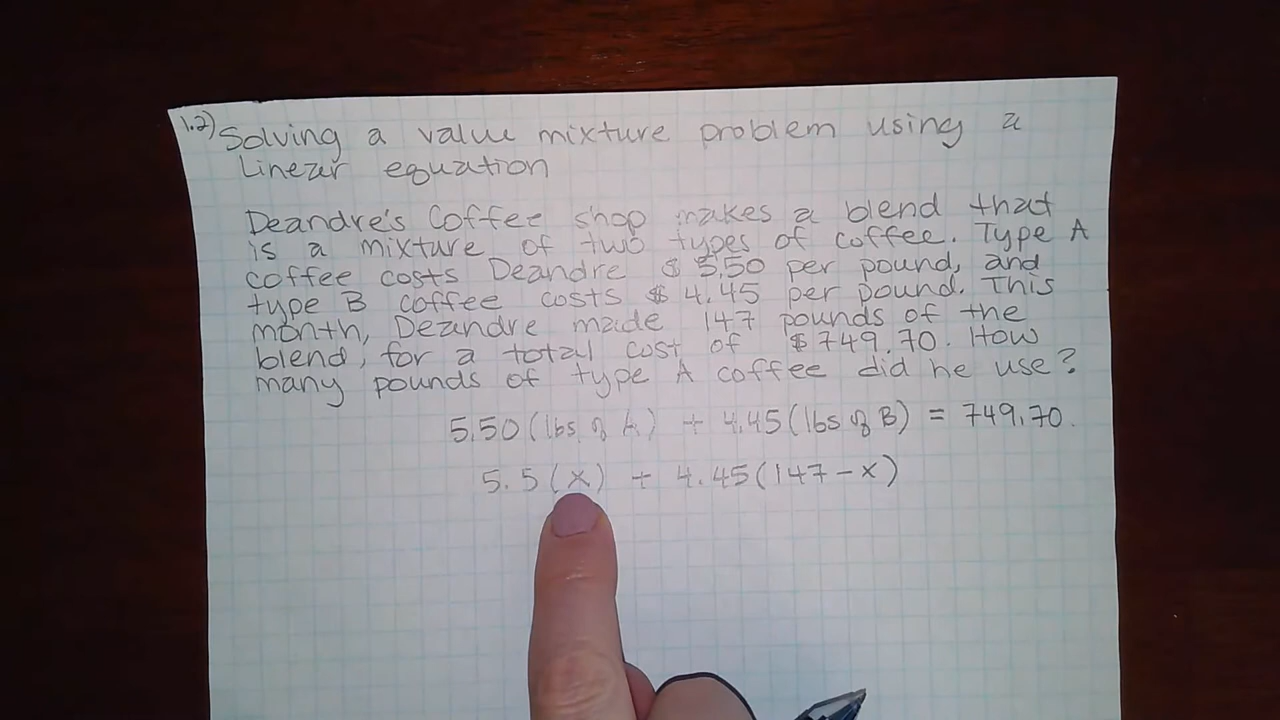 1.2) Solving a value mixture problem using a
linear equation
Deandre's Coffee shop makes a blend that
is a mixture of two types of coffee. Type A
coffee costs Deandre $5.50 per pound, and
type B coffee costs $4.45 per pound. This
month, Deandre made 147 pounds of the
blend, for a total cost of $749.70. How
many pounds of type A coffee did he use?
5.50(lbs of A) + 4.45(lbs of B) = 749.70.
5.5(x) + 4.45(147-x)